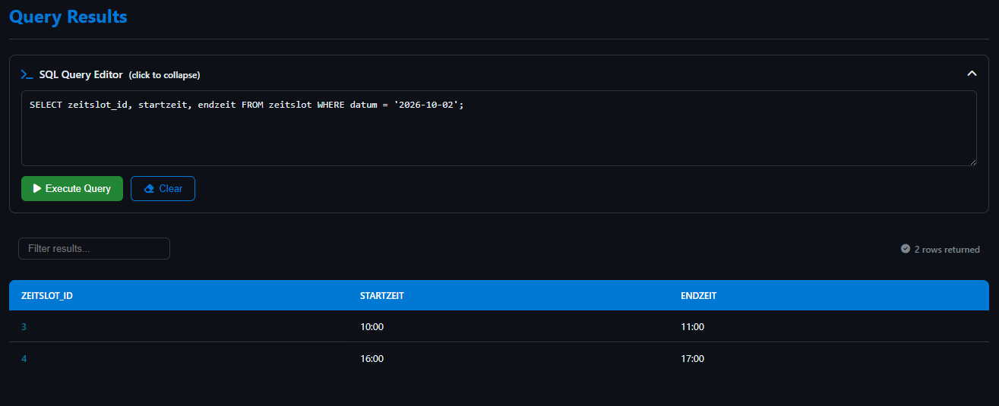 Query Results
SQL Query Editor (click to collapse)
SELECT zeitslot_id, startzeit, endzeit FROM zeitslot WHERE datum = '2026-10-02';
Execute Query Clear
Filter results... 2 rows returned
ZEITSLOT_ID STARTZEIT ENDZEIT
3 10:00 11:00
4 16:00 17:00